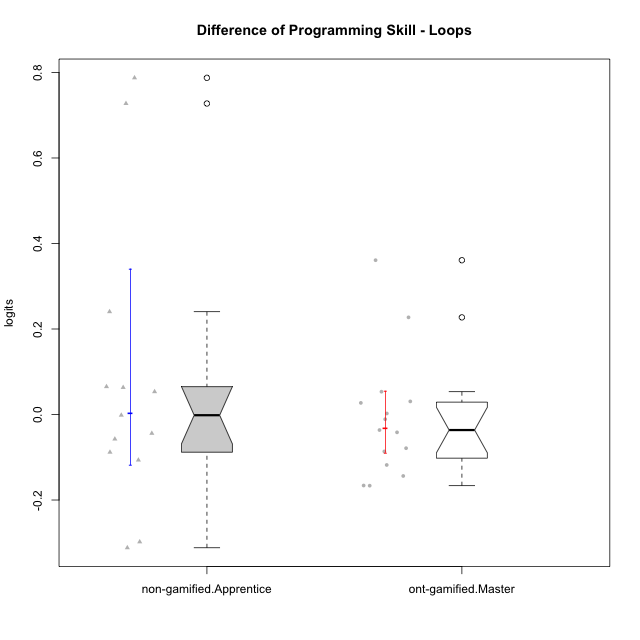 Difference of Programming Skill - Loops
logits
0.8
0.6
0.4
0.2
0.0
-0.2
non-gamified.Apprentice
ont-gamified.Master